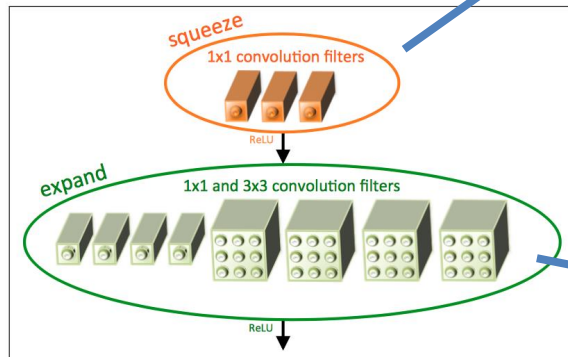 squeeze
1x1 convolution filters
ReLU
expand
1x1 and 3x3 convolution filters
ReLU